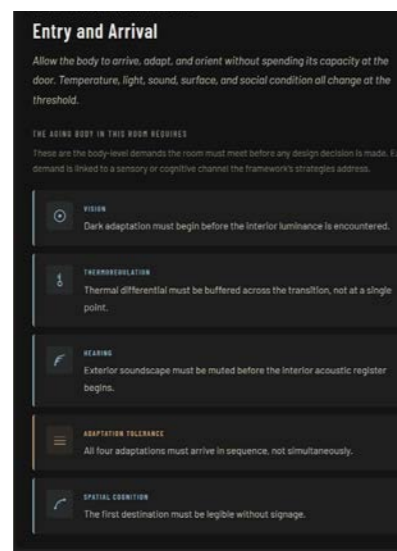 Entry and Arrival
Allow the body to arrive, adapt, and orient without spending its capacity at the
door. Temperature, light, sound, surface, and social condition all change at the
threshold.
THE AGING BODY IN THIS ROOM REQUIRES
These are the body-level demands the room must meet before any design decision is made.
demand is linked to a sensory or cognitive channel the framework's strategies address.
VISION
Dark adaptation must begin before the interior luminance is encountered.
THERMOREGULATION
Thermal differential must be buffered across the transition, not at a single
point.
HEARING
Exterior soundscape must be muted before the interior acoustic register
begins.
ADAPTATION TOLERANCE
All four adaptations must arrive in sequence, not simultaneously.
SPATIAL COGNITION
The first destination must be legible without signage.